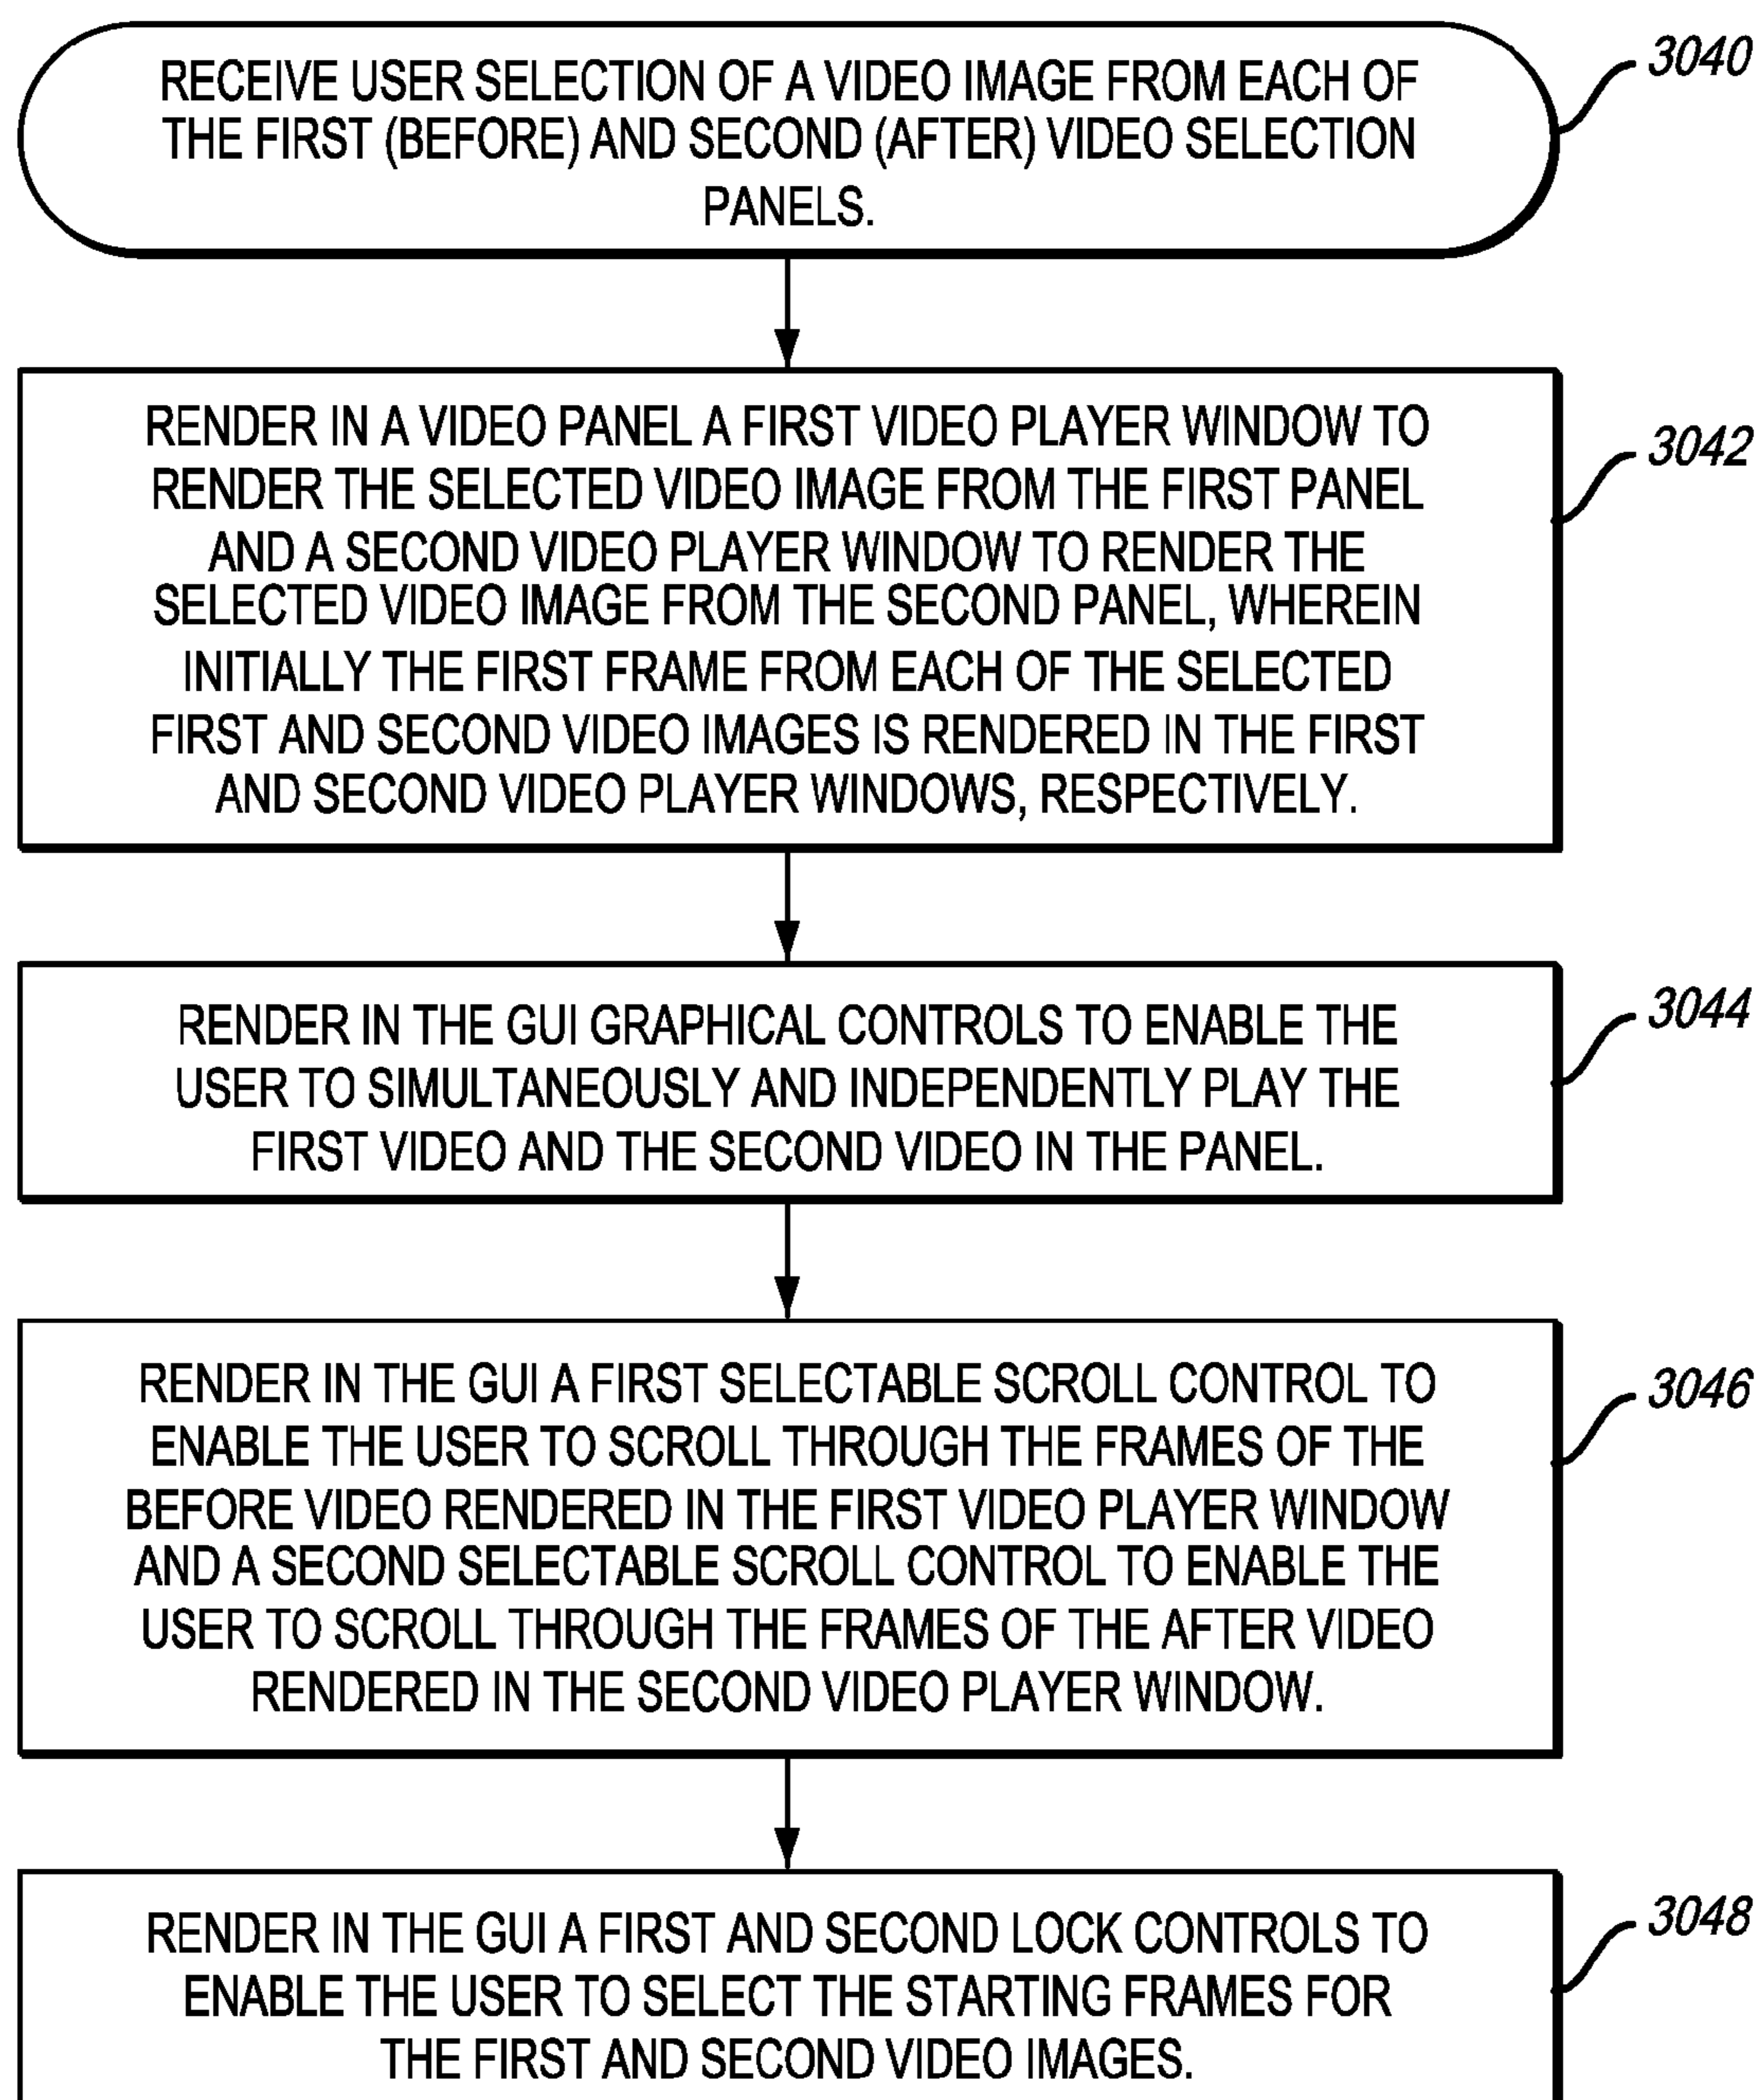 RECEIVE USER SELECTION OF A VIDEO IMAGE FROM EACH OF
THE FIRST (BEFORE) AND SECOND (AFTER) VIDEO SELECTION
PANELS.
3040
RENDER IN A VIDEO PANEL A FIRST VIDEO PLAYER WINDOW TO
RENDER THE SELECTED VIDEO IMAGE FROM THE FIRST PANEL
AND A SECOND VIDEO PLAYER WINDOW TO RENDER THE
SELECTED VIDEO IMAGE FROM THE SECOND PANEL, WHEREIN
INITIALLY THE FIRST FRAME FROM EACH OF THE SELECTED
FIRST AND SECOND VIDEO IMAGES IS RENDERED IN THE FIRST
AND SECOND VIDEO PLAYER WINDOWS, RESPECTIVELY.
3042
RENDER IN THE GUI GRAPHICAL CONTROLS TO ENABLE THE
USER TO SIMULTANEOUSLY AND INDEPENDENTLY PLAY THE
FIRST VIDEO AND THE SECOND VIDEO IN THE PANEL.
3044
RENDER IN THE GUI A FIRST SELECTABLE SCROLL CONTROL TO
ENABLE THE USER TO SCROLL THROUGH THE FRAMES OF THE
BEFORE VIDEO RENDERED IN THE FIRST VIDEO PLAYER WINDOW
AND A SECOND SELECTABLE SCROLL CONTROL TO ENABLE THE
USER TO SCROLL THROUGH THE FRAMES OF THE AFTER VIDEO
RENDERED IN THE SECOND VIDEO PLAYER WINDOW.
3046
RENDER IN THE GUI A FIRST AND SECOND LOCK CONTROLS TO
ENABLE THE USER TO SELECT THE STARTING FRAMES FOR
THE FIRST AND SECOND VIDEO IMAGES.
3048